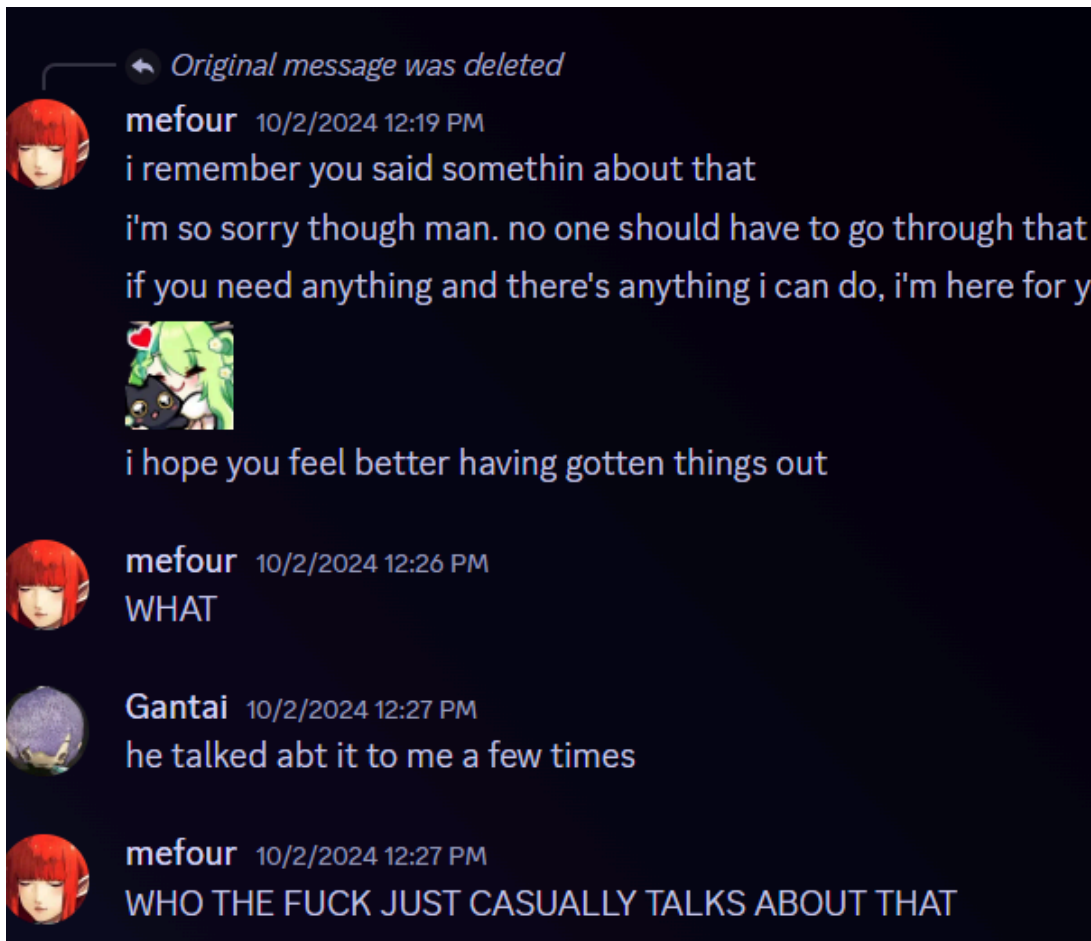 Original message was deleted
mefour 10/2/2024 12:19 PM
i remember you said somethin about that
i'm so sorry though man. no one should have to go through that
if you need anything and there's anything i can do, i'm here for y
i hope you feel better having gotten things out
mefour 10/2/2024 12:26 PM
WHAT
Gantai 10/2/2024 12:27 PM
he talked abt it to me a few times
mefour 10/2/2024 12:27 PM
WHO THE FUCK JUST CASUALLY TALKS ABOUT THAT